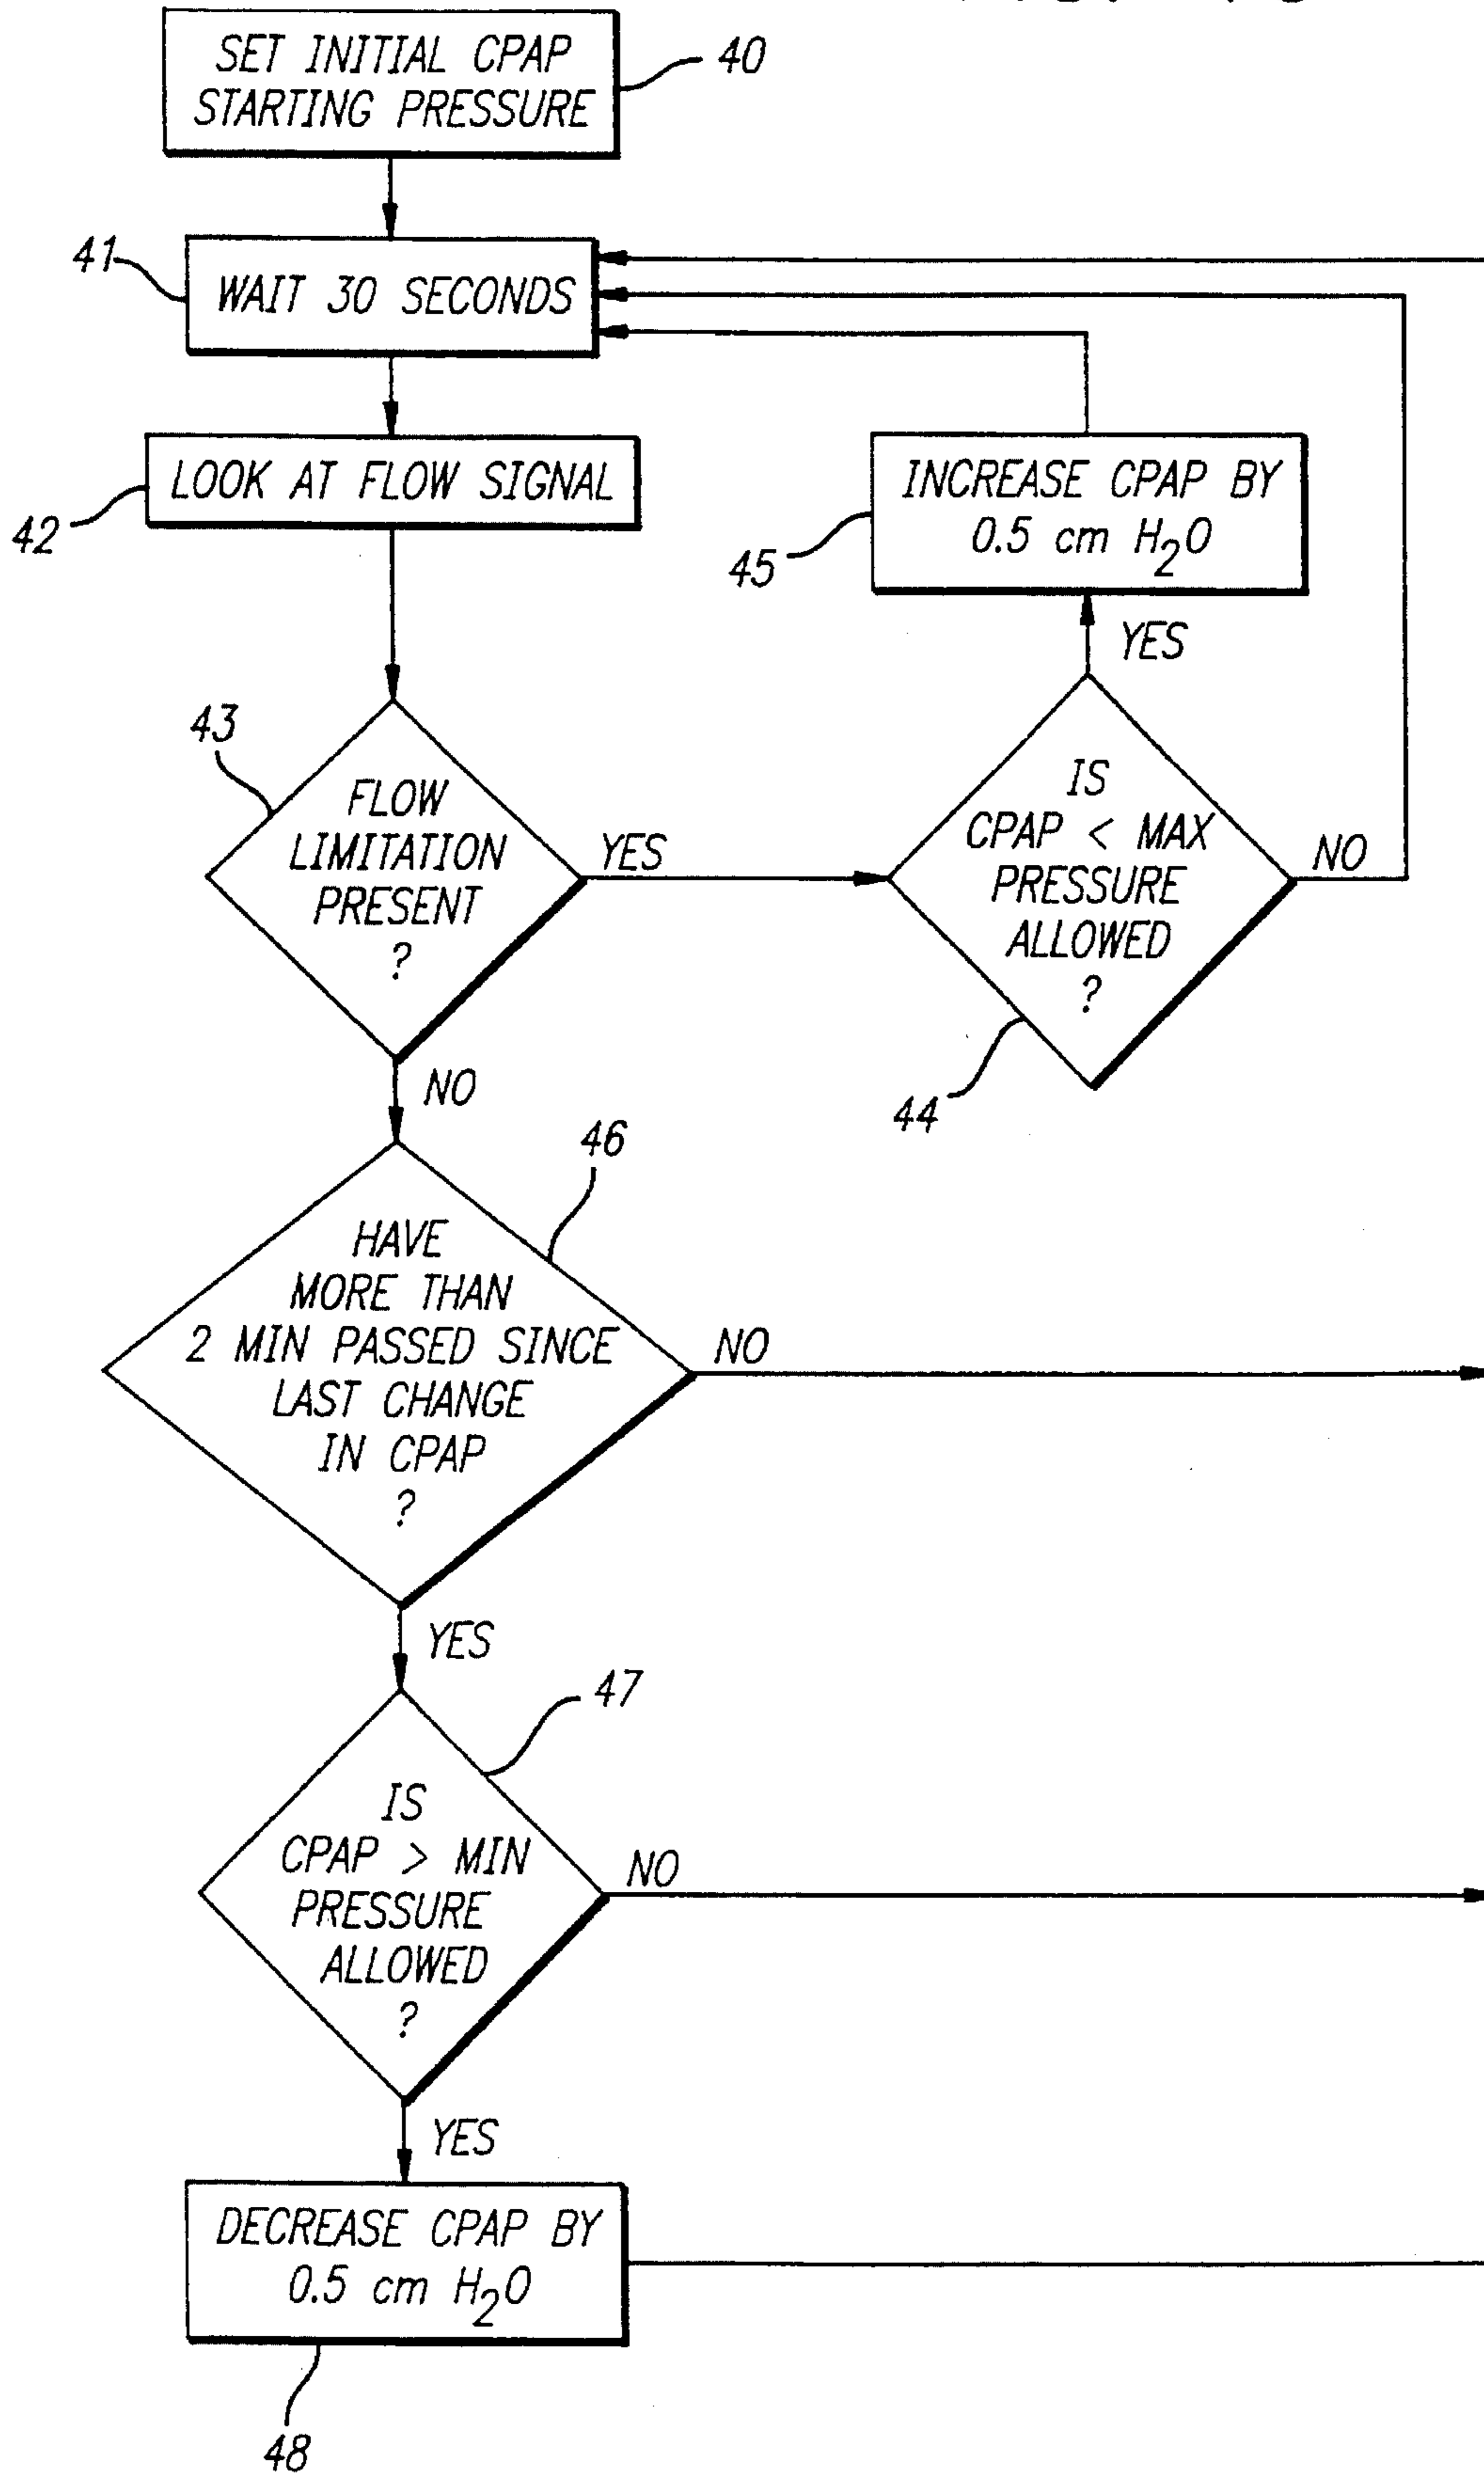 SET INITIAL CPAP
STARTING PRESSURE
40
41
WAIT 30 SECONDS
LOOK AT FLOW SIGNAL
42
INCREASE CPAP BY
0.5 cm H₂O
45
YES
43
FLOW
LIMITATION
PRESENT
?
YES
IS
CPAP < MAX
PRESSURE
ALLOWED
?
NO
44
NO
46
HAVE
MORE THAN
2 MIN PASSED SINCE
LAST CHANGE
IN CPAP
?
NO
YES
47
IS
CPAP > MIN
PRESSURE
ALLOWED
?
NO
YES
DECREASE CPAP BY
0.5 cm H₂O
48